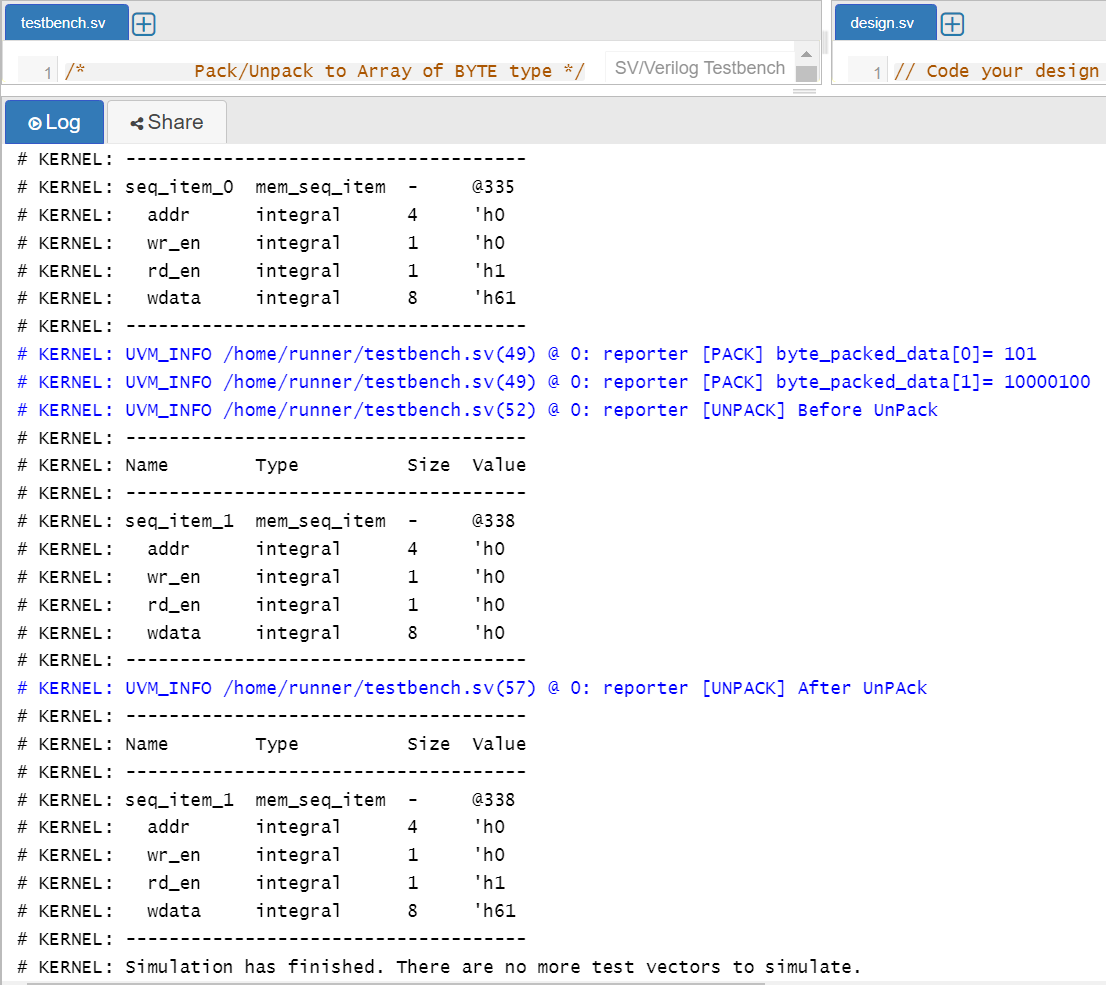 testbench.sv
design.sv
1 /* Pack/Unpack to Array of BYTE type */ SV/Verilog Testbench
1 // Code your design
Log Share
# KERNEL: -------------------------------------
# KERNEL: seq_item_0 mem_seq_item - @335
# KERNEL: addr integral 4 'h0
# KERNEL: wr_en integral 1 'h0
# KERNEL: rd_en integral 1 'h1
# KERNEL: wdata integral 8 'h61
# KERNEL: -------------------------------------
# KERNEL: UVM_INFO /home/runner/testbench.sv(49) @ 0: reporter [PACK] byte_packed_data[0]= 101
# KERNEL: UVM_INFO /home/runner/testbench.sv(49) @ 0: reporter [PACK] byte_packed_data[1]= 10000100
# KERNEL: UVM_INFO /home/runner/testbench.sv(52) @ 0: reporter [UNPACK] Before UnPack
# KERNEL: -------------------------------------
# KERNEL: Name Type Size Value
# KERNEL: -------------------------------------
# KERNEL: seq_item_1 mem_seq_item - @338
# KERNEL: addr integral 4 'h0
# KERNEL: wr_en integral 1 'h0
# KERNEL: rd_en integral 1 'h0
# KERNEL: wdata integral 8 'h0
# KERNEL: -------------------------------------
# KERNEL: UVM_INFO /home/runner/testbench.sv(57) @ 0: reporter [UNPACK] After UnPAck
# KERNEL: -------------------------------------
# KERNEL: Name Type Size Value
# KERNEL: -------------------------------------
# KERNEL: seq_item_1 mem_seq_item - @338
# KERNEL: addr integral 4 'h0
# KERNEL: wr_en integral 1 'h0
# KERNEL: rd_en integral 1 'h1
# KERNEL: wdata integral 8 'h61
# KERNEL: -------------------------------------
# KERNEL: Simulation has finished. There are no more test vectors to simulate.